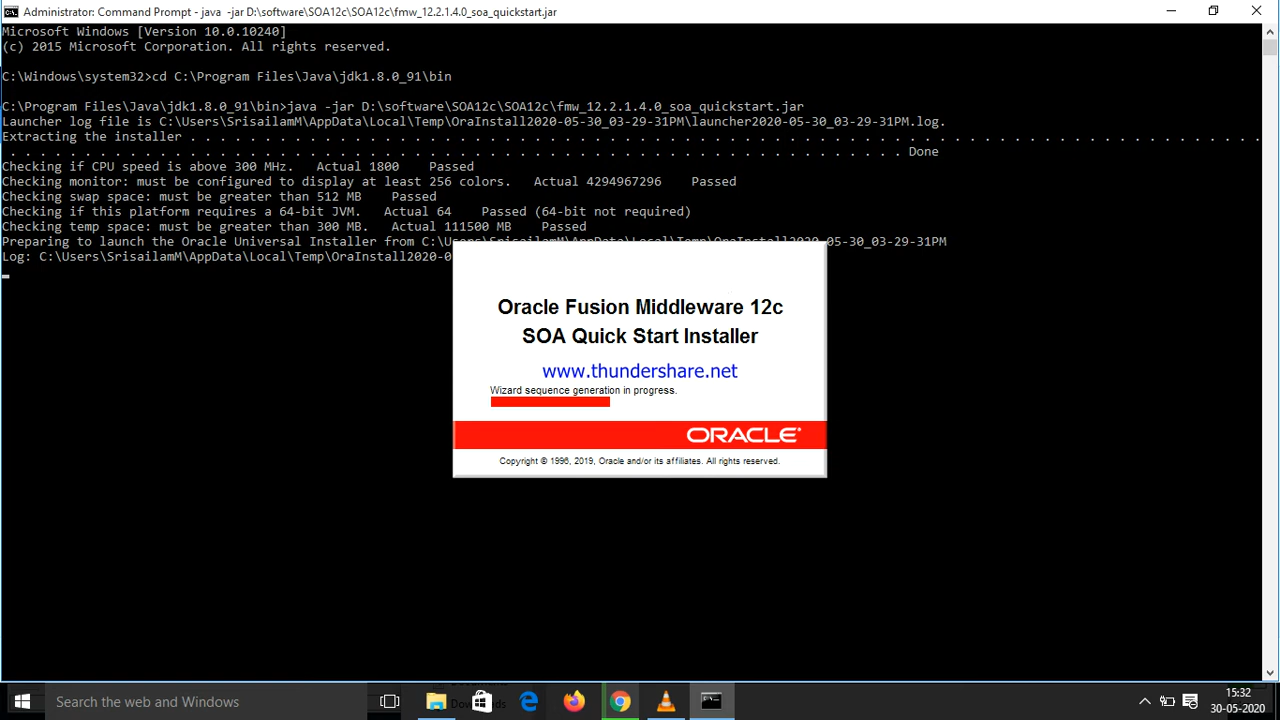 Administrator: Command Prompt - java -jar D:\software\SOA12c\SOA12c\fmw_12.2.1.4.0_soa_quickstart.jar
Microsoft Windows [Version 10.0.10240]
(c) 2015 Microsoft Corporation. All rights reserved.
C:\Windows\system32>cd C:\Program Files\Java\jdk1.8.0_91\bin
C:\Program Files\Java\jdk1.8.0_91\bin>java -jar D:\software\SOA12c\SOA12c\fmw_12.2.1.4.0_soa_quickstart.jar
Launcher log file is C:\Users\SrisailamM\AppData\Local\Temp\OraInstall2020-05-30_03-29-31PM\launcher2020-05-30_03-29-31PM.log.
Extracting the installer . . . . . . . . . . . . . . . . . . . . . . . . . . . . . . . . . . . . . . . . . . . . . . . . . . . . . . . . . . . . . . . . . . . . . . . .
. . . . . . . . . . . . . . . . . . . . . . . . . . . . . . . . . . . . . . . . . . . . . . . . . . . . . . . . . . . . Done
Checking if CPU speed is above 300 MHz.   Actual 1800    Passed
Checking monitor: must be configured to display at least 256 colors.   Actual 4294967296    Passed
Checking swap space: must be greater than 512 MB    Passed
Checking if this platform requires a 64-bit JVM.   Actual 64    Passed (64-bit not required)
Checking temp space: must be greater than 300 MB.   Actual 111500 MB    Passed
Preparing to launch the Oracle Universal Installer from C:\Users\SrisailamM\AppData\Local\Temp\OraInstall2020-05-30_03-29-31PM
Log: C:\Users\SrisailamM\AppData\Local\Temp\OraInstall2020-0
Oracle Fusion Middleware 12c
SOA Quick Start Installer
www.thundershare.net
Wizard sequence generation in progress.
ORACLE®
Copyright © 1996, 2019, Oracle and/or its affiliates. All rights reserved.
Search the web and Windows
15:32
30-05-2020